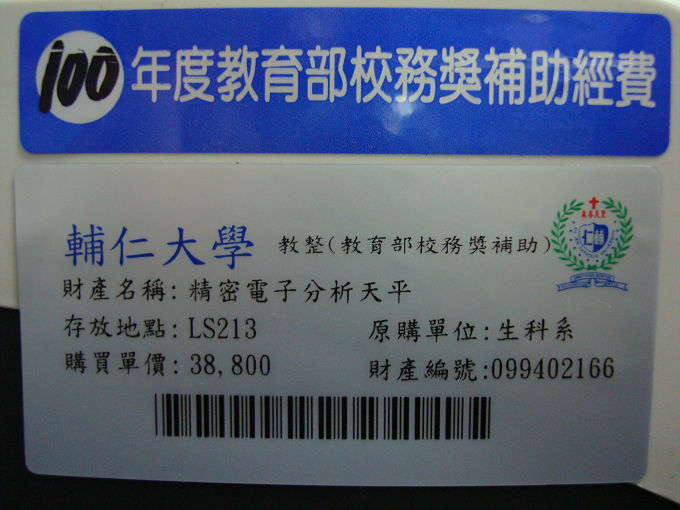 100年度教育部校務獎補助經費
輔仁大學 教整(教育部校務獎補助)
財產名稱: 精密電子分析天平
存放地點: LS213 原購單位: 生科系
購買單價: 38,800 財產編號:099402166